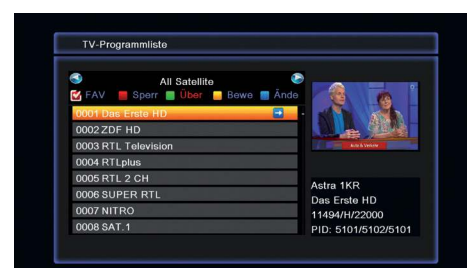 TV-Programmliste
All Satellite
FAV Sperr Über Bewe Ände
0001 Das Erste HD
0002 ZDF HD
0003 RTL Television
0004 RTLplus
0005 RTL 2 CH
0006 SUPER RTL
0007 NITRO
0008 SAT.1
Astra 1KR
Das Erste HD
11494/H/22000
PID: 5101/5102/5101